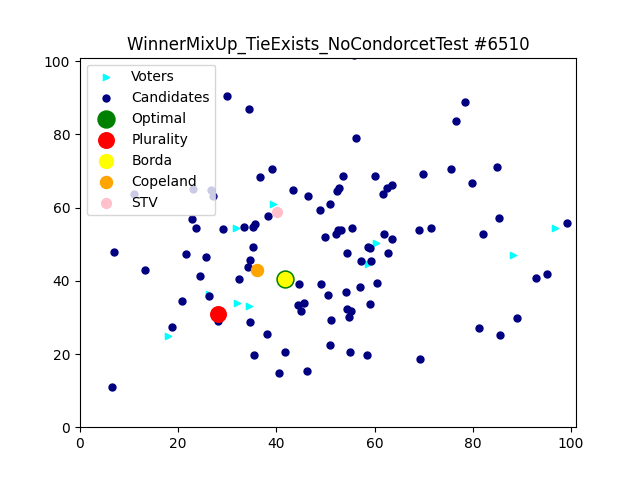 WinnerMixUp_TieExists_NoCondorcetTest #6510
100
80
60
40
20
0
Voters
Candidates
Optimal
Plurality
Borda
Copeland
STV
0 20 40 60 80 100